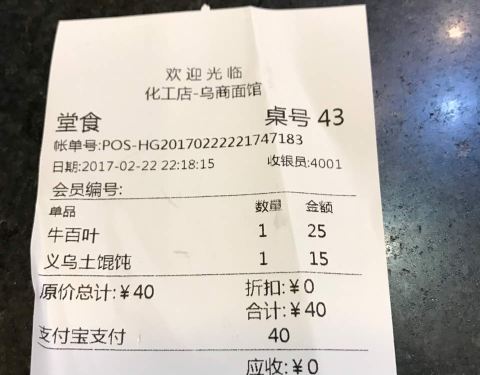 欢迎光临
化工店-乌商面馆
堂食 桌号 43
帐单号:POS-HG20170222221747183
日期:2017-02-22 22:18:15 收银员:4001
会员编号:
单品 数量 金额
牛百叶 1 25
义乌土馄饨 1 15
原价总计:¥40 折扣:¥0
合计:¥40
支付宝支付 40
应收:¥0